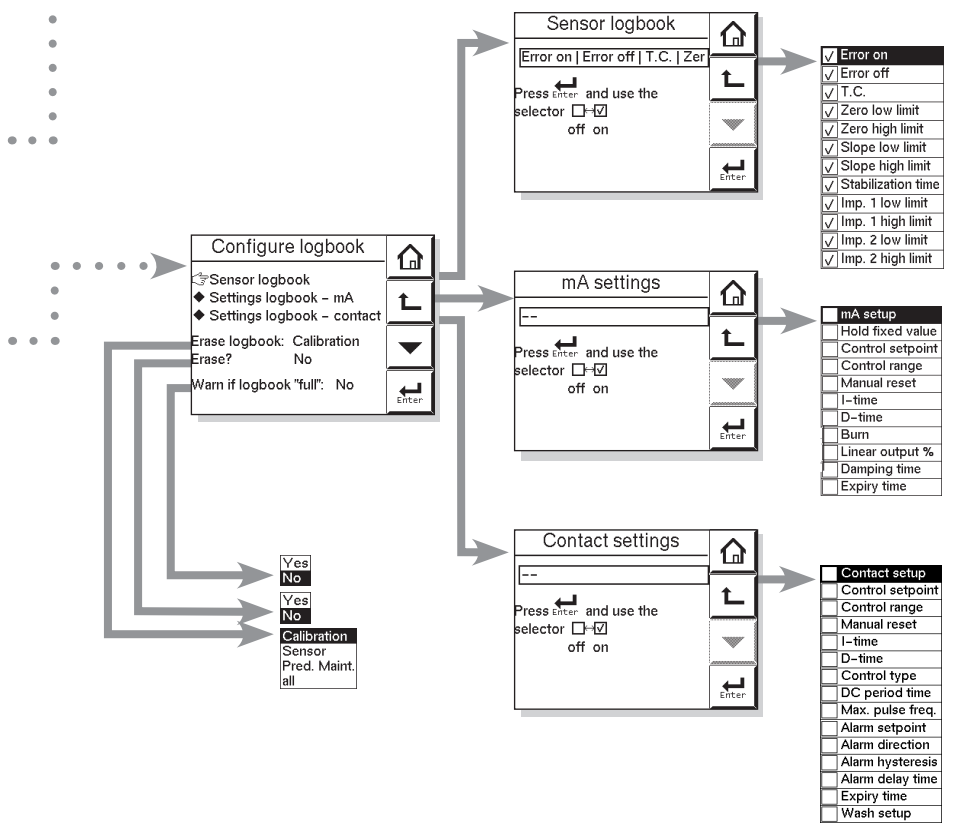 Sensor logbook
Error on | Error off | T.C. | Zer
Press Enter and use the
selector
off on
Enter
Error on
Error off
T.C.
Zero low limit
Zero high limit
Slope low limit
Slope high limit
Stabilization time
Imp. 1 low limit
Imp. 1 high limit
Imp. 2 low limit
Imp. 2 high limit
Configure logbook
Sensor logbook
Settings logbook – mA
Settings logbook – contact
Erase logbook: Calibration
Erase? No
Warn if logbook "full": No
Enter
mA settings
--
Press Enter and use the
selector
off on
Enter
mA setup
Hold fixed value
Control setpoint
Control range
Manual reset
I-time
D-time
Burn
Linear output %
Damping time
Expiry time
Yes
No
Yes
No
Calibration
Sensor
Pred. Maint.
all
Contact settings
--
Press Enter and use the
selector
off on
Enter
Contact setup
Control setpoint
Control range
Manual reset
I-time
D-time
Control type
DC period time
Max. pulse freq.
Alarm setpoint
Alarm direction
Alarm hysteresis
Alarm delay time
Expiry time
Wash setup